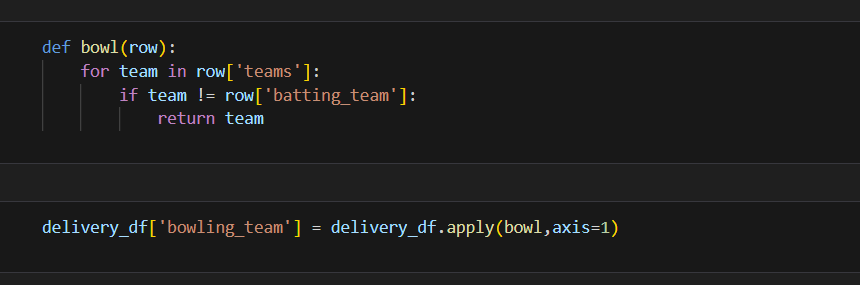 def bowl(row):
    for team in row['teams']:
        if team != row['batting_team']:
            return team
delivery_df['bowling_team'] = delivery_df.apply(bowl,axis=1)